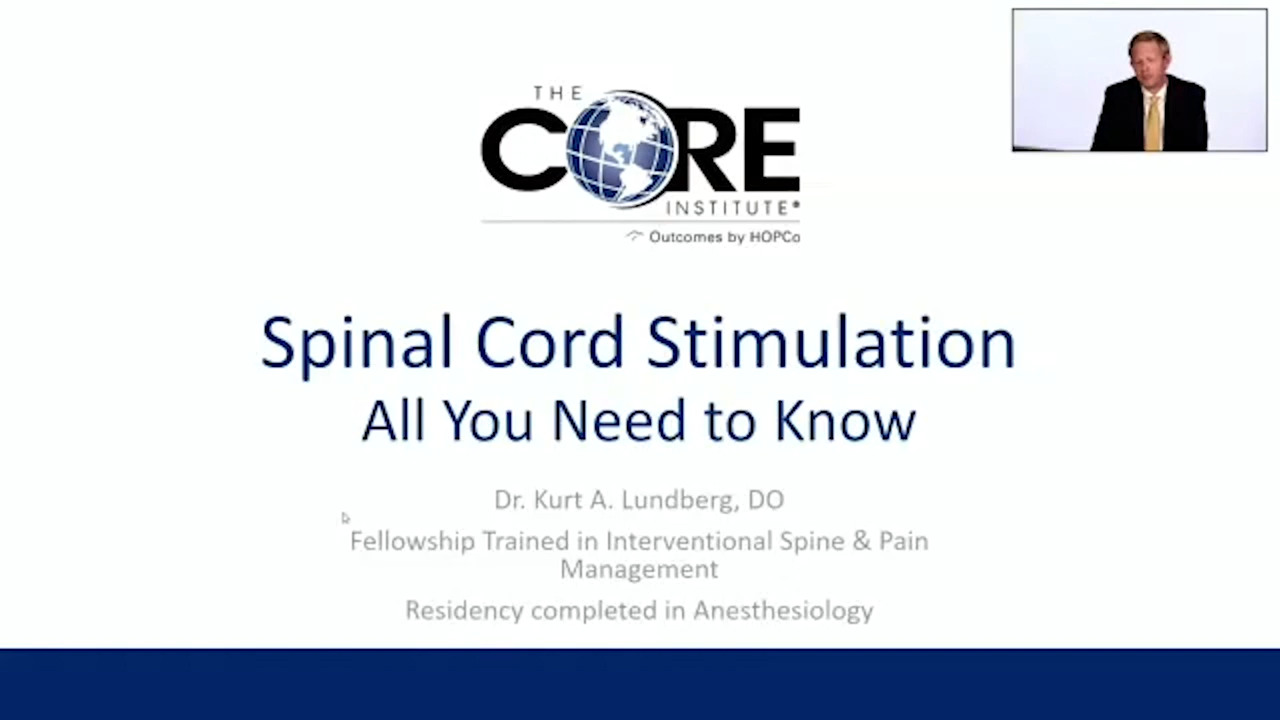 THE
CORE
INSTITUTE®
Outcomes by HOPCo
Spinal Cord Stimulation
All You Need to Know
Dr. Kurt A. Lundberg, DO
Fellowship Trained in Interventional Spine & Pain
Management
Residency completed in Anesthesiology